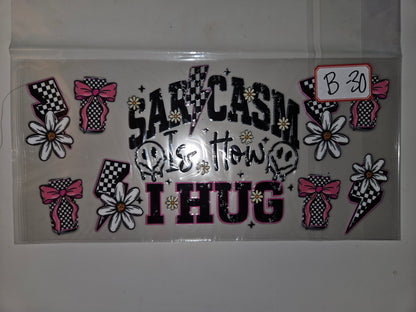 SARCASM
Is How
I HUG
B-30